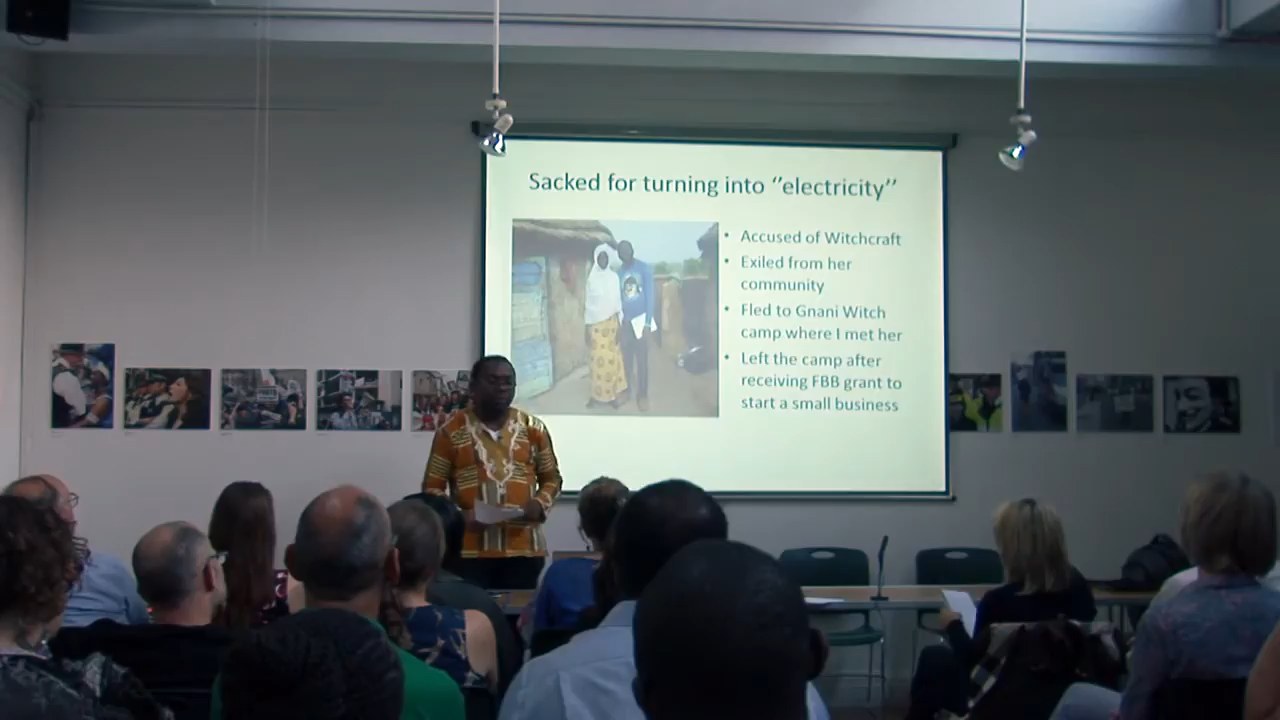 Sacked for turning into ‘’electricity’’
• Accused of Witchcraft
• Exiled from her
community
• Fled to Gnani Witch
camp where I met her
• Left the camp after
receiving FBB grant to
start a small business